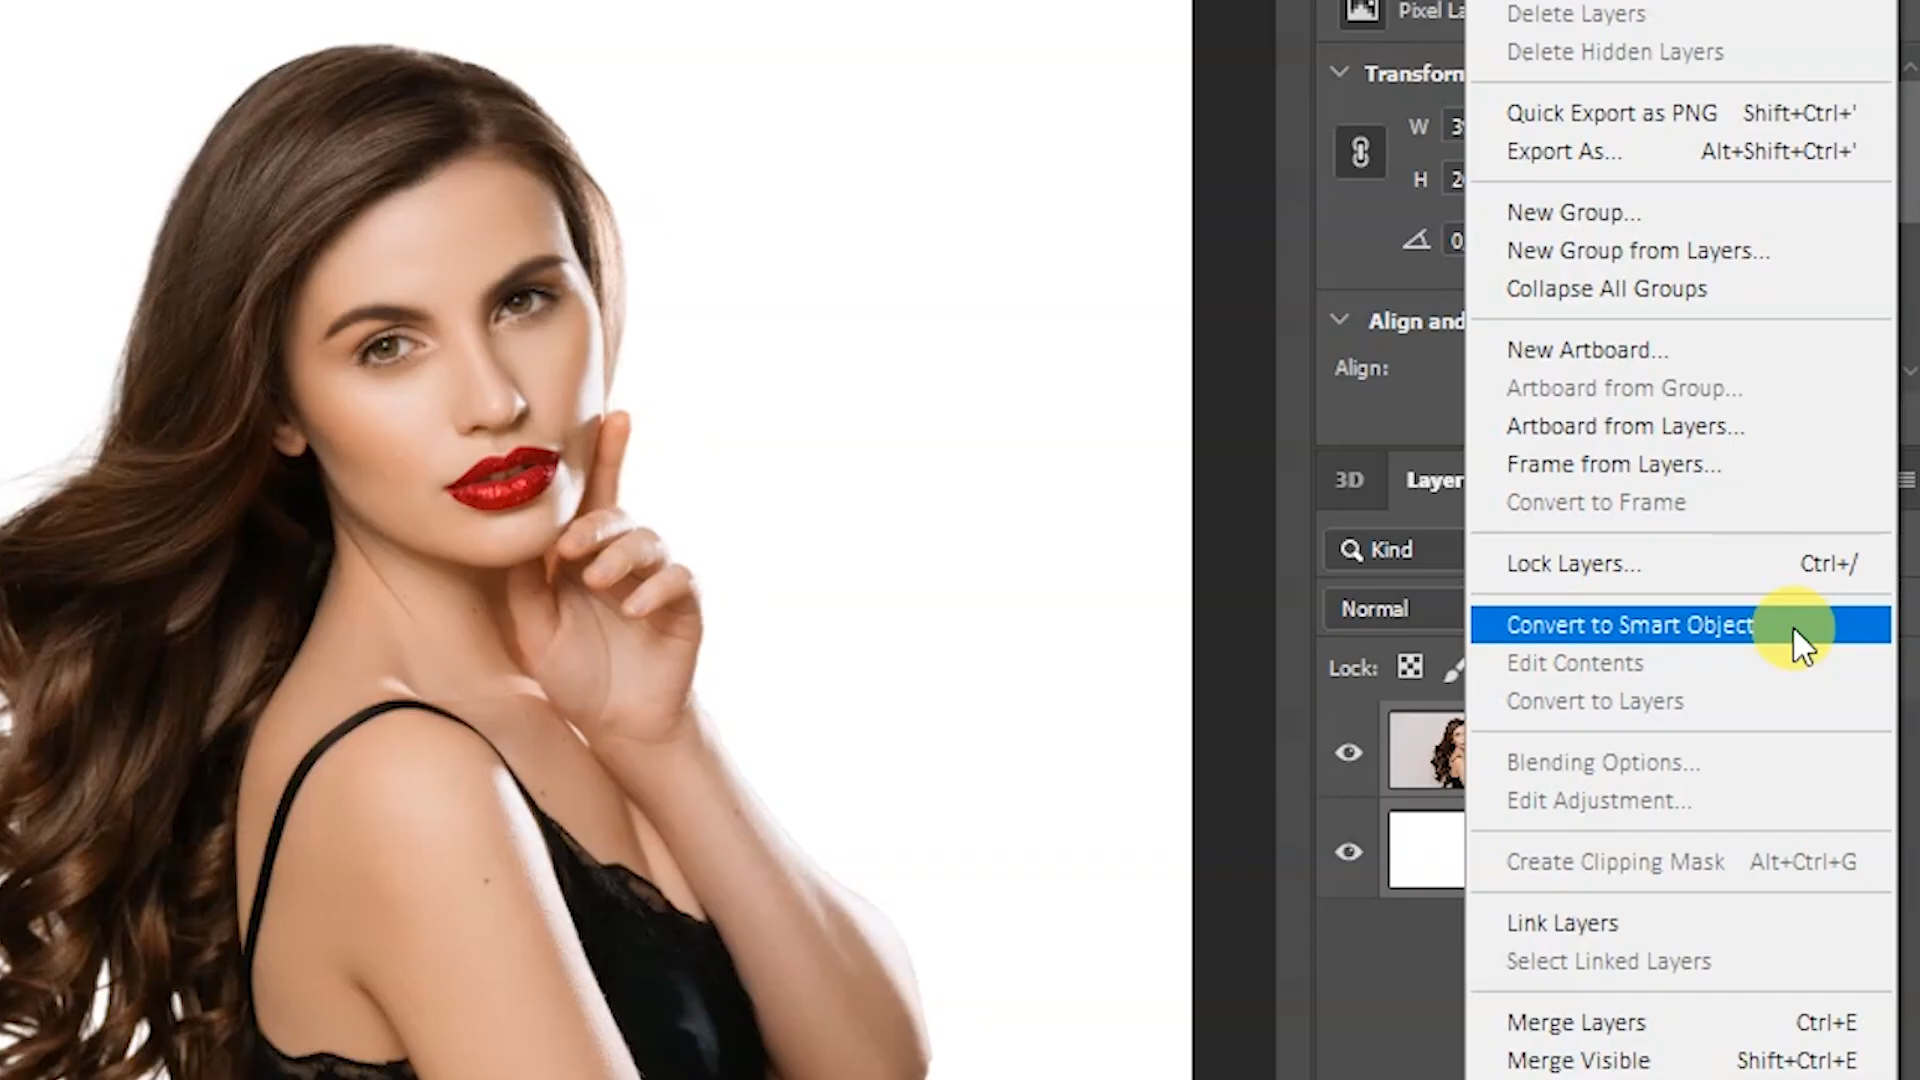 Pixel La
Transform
W 3
H 2
0
Align and
Align:
3D Layer
Kind
Normal
Lock:
Delete Layers
Delete Hidden Layers
Quick Export as PNG Shift+Ctrl+'
Export As... Alt+Shift+Ctrl+'
New Group...
New Group from Layers...
Collapse All Groups
New Artboard...
Artboard from Group...
Artboard from Layers...
Frame from Layers...
Convert to Frame
Lock Layers... Ctrl+/
Convert to Smart Object
Edit Contents
Convert to Layers
Blending Options...
Edit Adjustment...
Create Clipping Mask Alt+Ctrl+G
Link Layers
Select Linked Layers
Merge Layers Ctrl+E
Merge Visible Shift+Ctrl+E